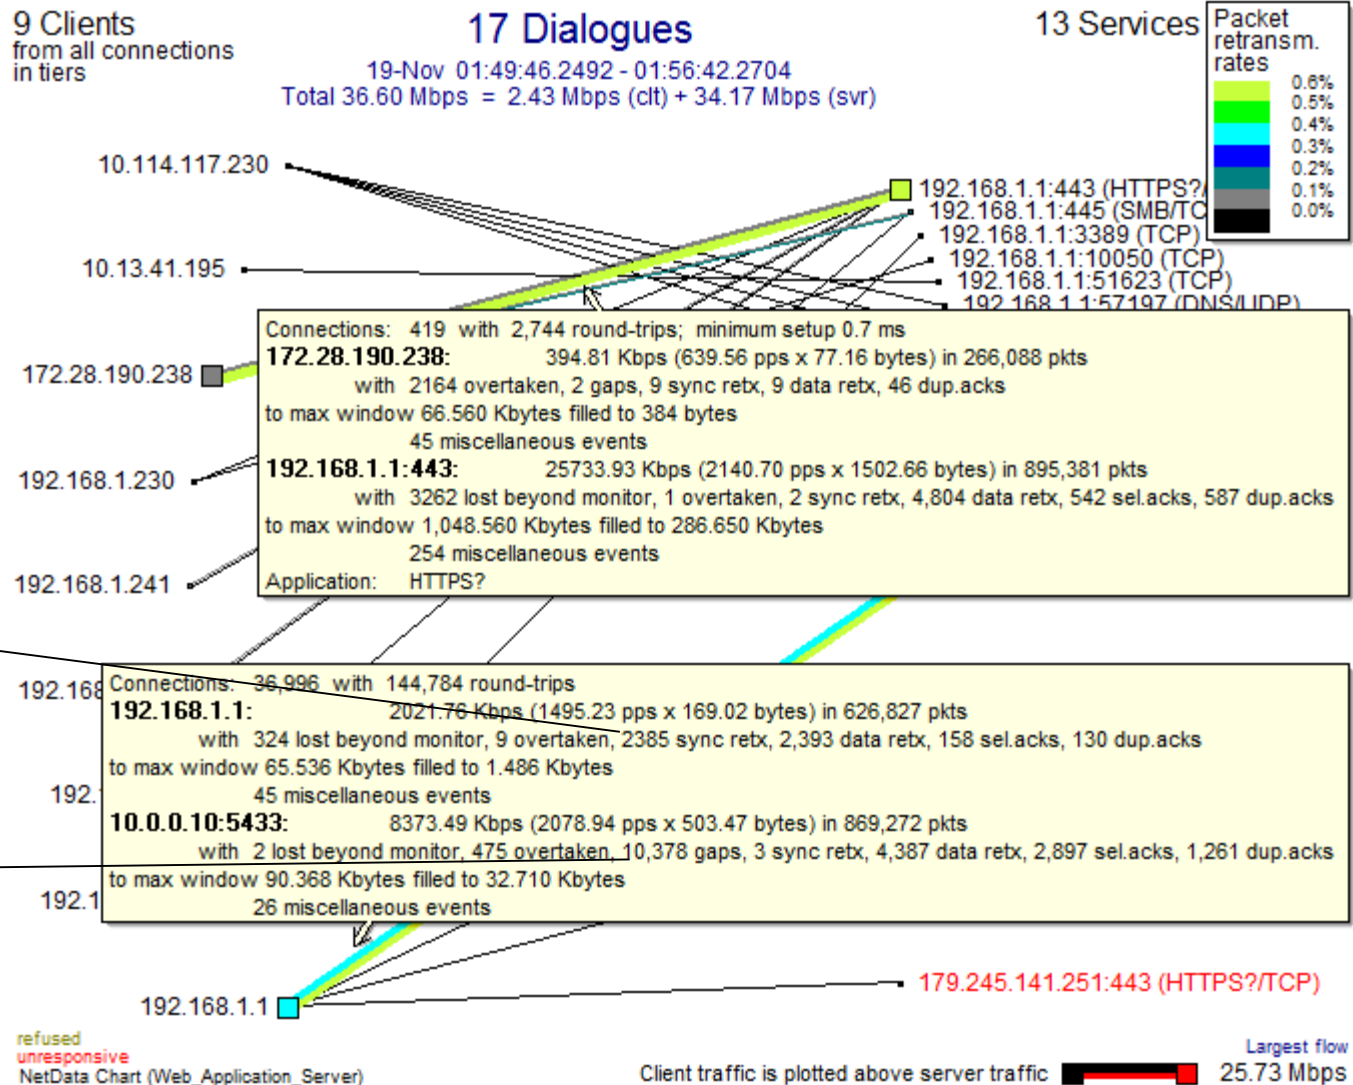 9 Clients
from all connections
in tiers
17 Dialogues
19-Nov 01:49:46.2492 - 01:56:42.2704
Total 36.60 Mbps = 2.43 Mbps (clt) + 34.17 Mbps (svr)
13 Services
Packet
retransm.
rates
0.6%
0.5%
0.4%
0.3%
0.2%
0.1%
0.0%
10.114.117.230
10.13.41.195
172.28.190.238
192.168.1.230
192.168.1.241
192.168
192.
192.1
192.168.1.1
192.168.1.1:443 (HTTPS?/
192.168.1.1:445 (SMB/TC
192.168.1.1:3389 (TCP)
192.168.1.1:10050 (TCP)
192.168.1.1:51623 (TCP)
192.168.1.1:57197 (DNS/UDP)
Connections: 419 with 2,744 round-trips; minimum setup 0.7 ms
172.28.190.238: 394.81 Kbps (639.56 pps x 77.16 bytes) in 266,088 pkts
with 2164 overtaken, 2 gaps, 9 sync retx, 9 data retx, 46 dup.acks
to max window 66.560 Kbytes filled to 384 bytes
45 miscellaneous events
192.168.1.1:443: 25733.93 Kbps (2140.70 pps x 1502.66 bytes) in 895,381 pkts
with 3262 lost beyond monitor, 1 overtaken, 2 sync retx, 4,804 data retx, 542 sel.acks, 587 dup.acks
to max window 1,048.560 Kbytes filled to 286.650 Kbytes
254 miscellaneous events
Application: HTTPS?
Connections: 36,996 with 144,784 round-trips
192.168.1.1: 2021.76 Kbps (1495.23 pps x 169.02 bytes) in 626,827 pkts
with 324 lost beyond monitor, 9 overtaken, 2385 sync retx, 2,393 data retx, 158 sel.acks, 130 dup.acks
to max window 65.536 Kbytes filled to 1.486 Kbytes
45 miscellaneous events
10.0.0.10:5433: 8373.49 Kbps (2078.94 pps x 503.47 bytes) in 869,272 pkts
with 2 lost beyond monitor, 475 overtaken, 10,378 gaps, 3 sync retx, 4,387 data retx, 2,897 sel.acks, 1,261 dup.acks
to max window 90.368 Kbytes filled to 32.710 Kbytes
26 miscellaneous events
179.245.141.251:443 (HTTPS?/TCP)
refused
unresponsive
NetData Chart (Web_Application_Server)
Client traffic is plotted above server traffic
Largest flow
25.73 Mbps